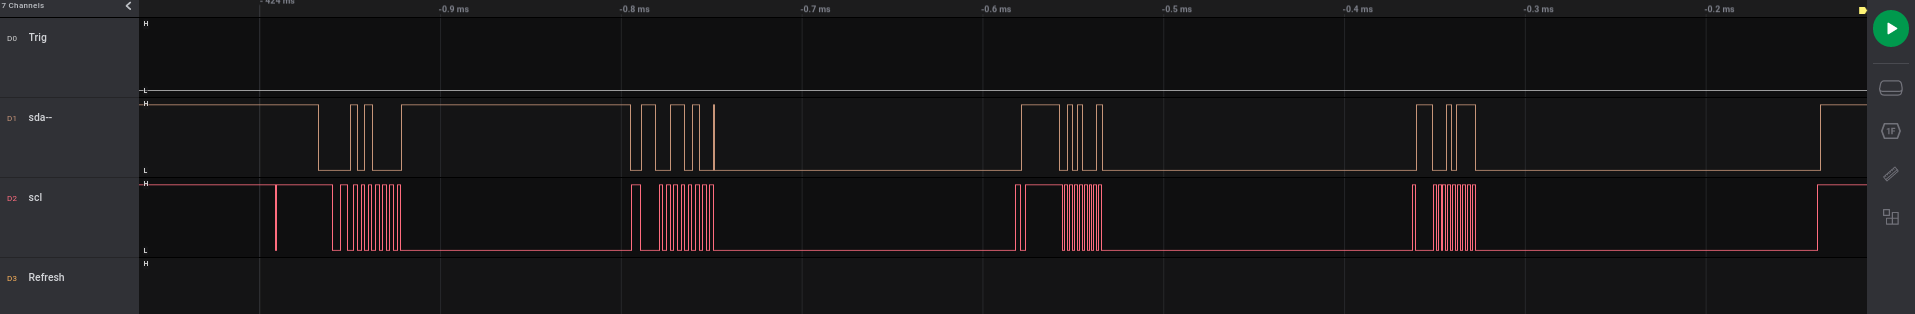 7 Channels
-424 ms
-0.9 ms
-0.8 ms
-0.7 ms
-0.6 ms
-0.5 ms
-0.4 ms
-0.3 ms
-0.2 ms
D0 Trig
H
L
D1 sda--
H
L
D2 scl
H
L
D3 Refresh
H
1F